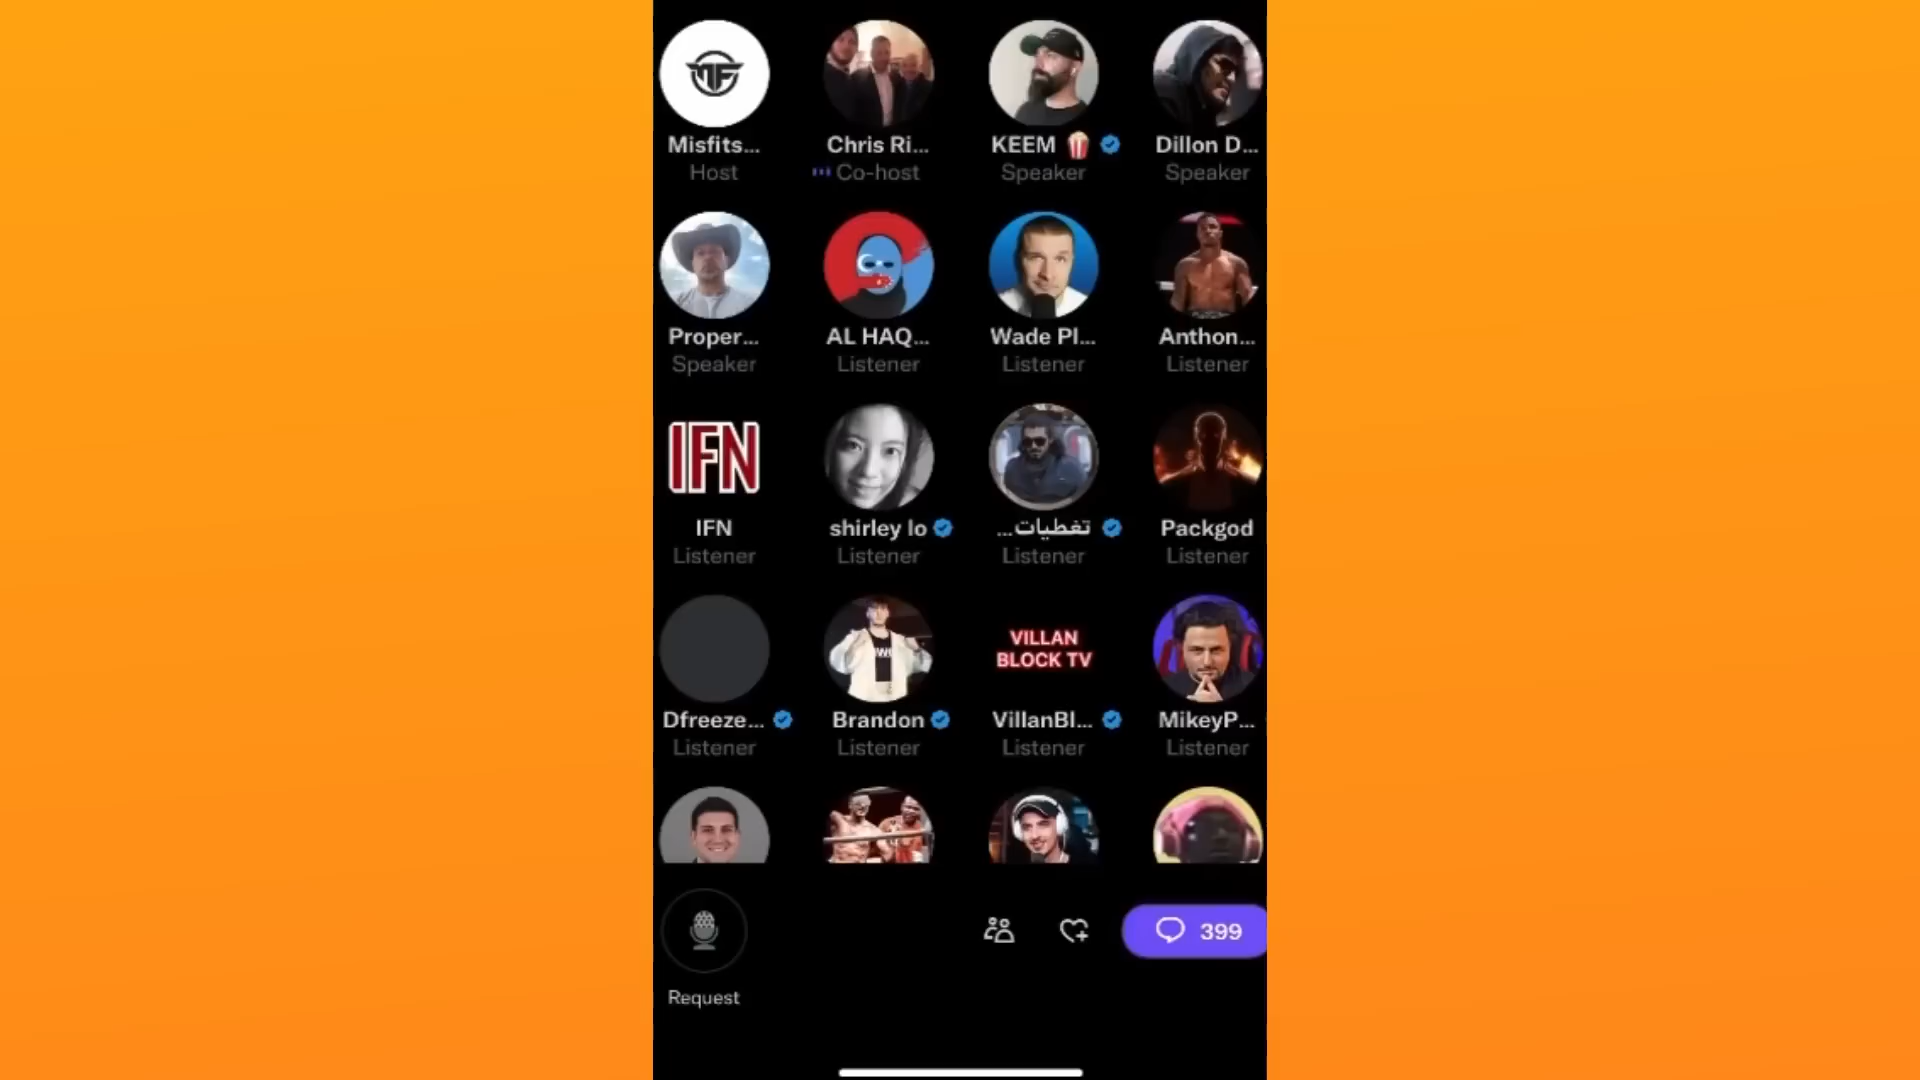 MF
Misfits... Chris Ri... KEEM 🍿 Dillon D...
Host Co-host Speaker Speaker
Proper... AL HAQ... Wade Pl... Anthon...
Speaker Listener Listener Listener
IFN
IFN shirley lo تغطيات... Packgod
Listener Listener Listener Listener
VILLAN
BLOCK TV
Dfreeze... Brandon VillanBl... MikeyP...
Listener Listener Listener Listener
399
Request